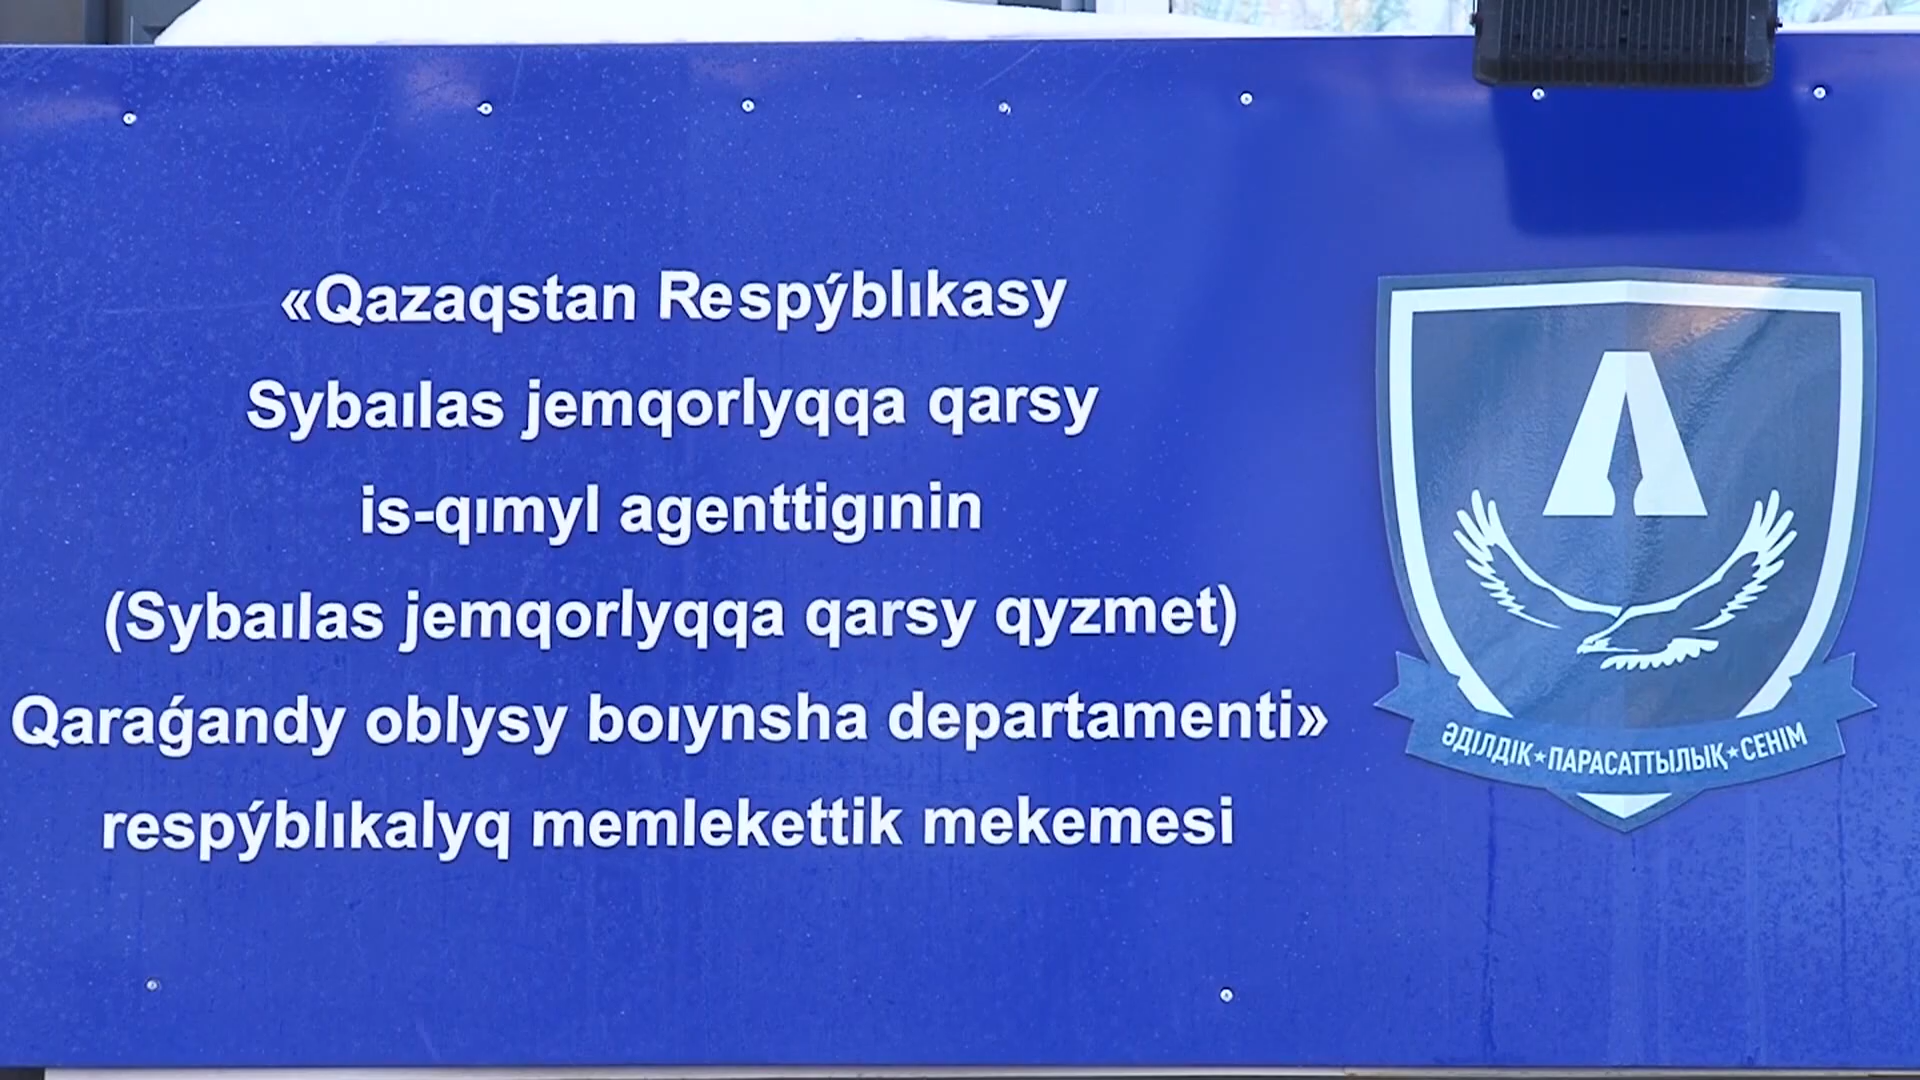 «Qazaqstan Respýblıkasy
Sybaılas jemqorlyqqa qarsy
is-qımyl agenttigınin
(Sybaılas jemqorlyqqa qarsy qyzmet)
Qaraǵandy oblysy boıynsha departamenti»
respýblıkalyq memlekettik mekemesi
ӘДІЛДІК★ПАРАСАТТЫЛЫҚ★СЕНІМ